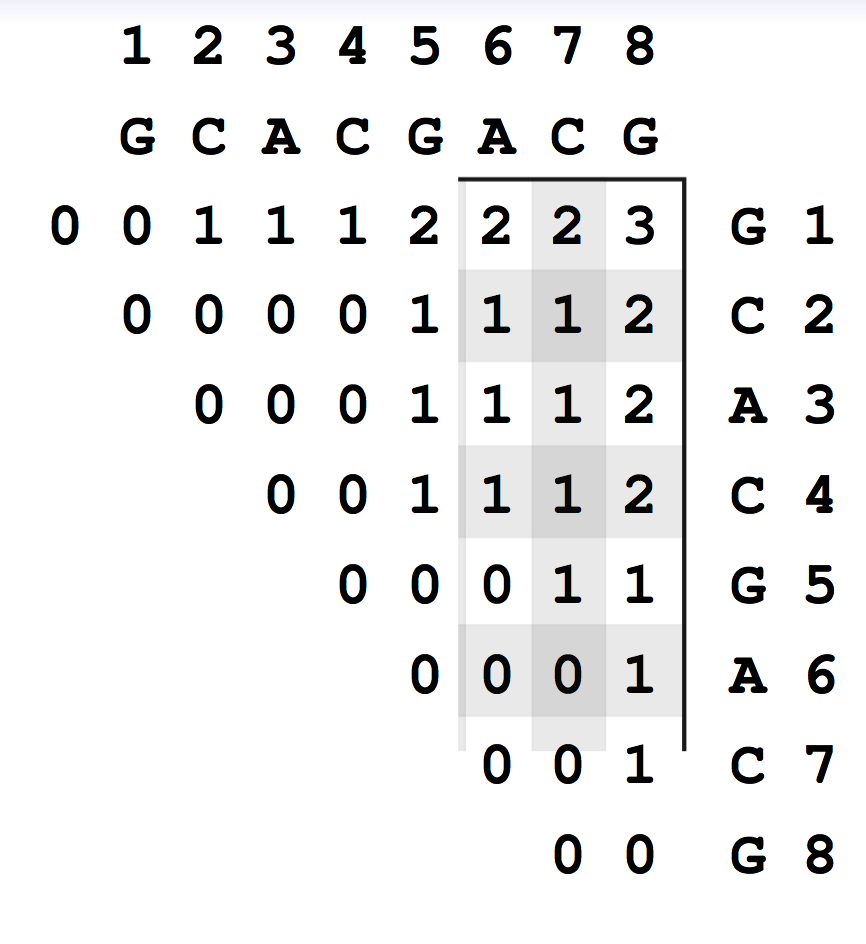 1 2 3 4 5 6 7 8
G C A C G A C G
0 0 1 1 1 2 2 2 3 G 1
0 0 0 0 1 1 1 2 C 2
0 0 0 1 1 1 2 A 3
0 0 1 1 1 2 C 4
0 0 0 1 1 G 5
0 0 0 1 A 6
0 0 1 C 7
0 0 G 8